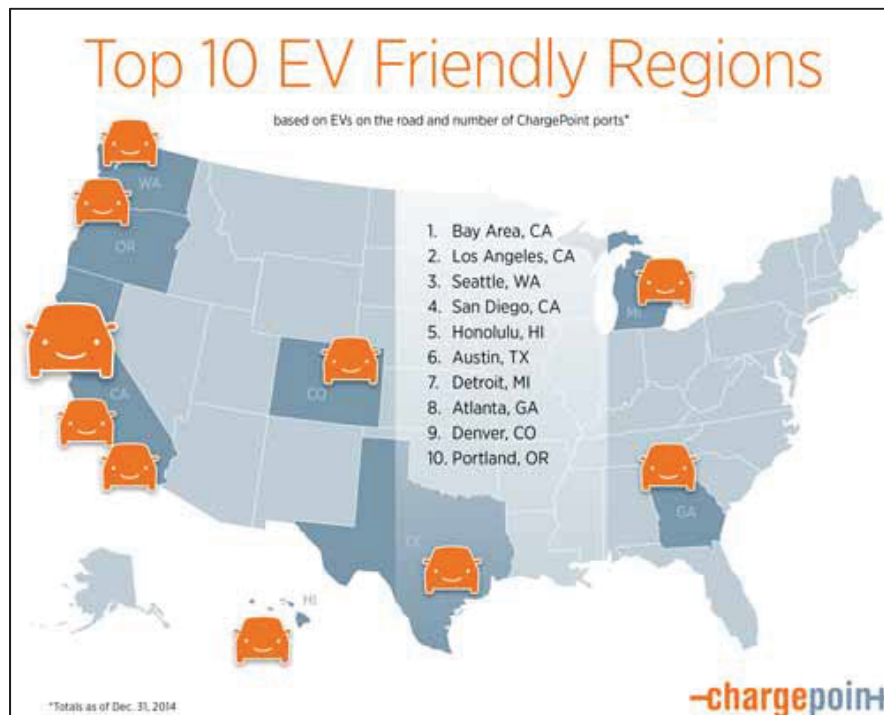 Top 10 EV Friendly Regions
based on EVs on the road and number of ChargePoint ports*
WA
OR
CA
CO
TX
MI
GA
HI
1. Bay Area, CA
2. Los Angeles, CA
3. Seattle, WA
4. San Diego, CA
5. Honolulu, HI
6. Austin, TX
7. Detroit, MI
8. Atlanta, GA
9. Denver, CO
10. Portland, OR
*Totals as of Dec. 31, 2014
chargepoin